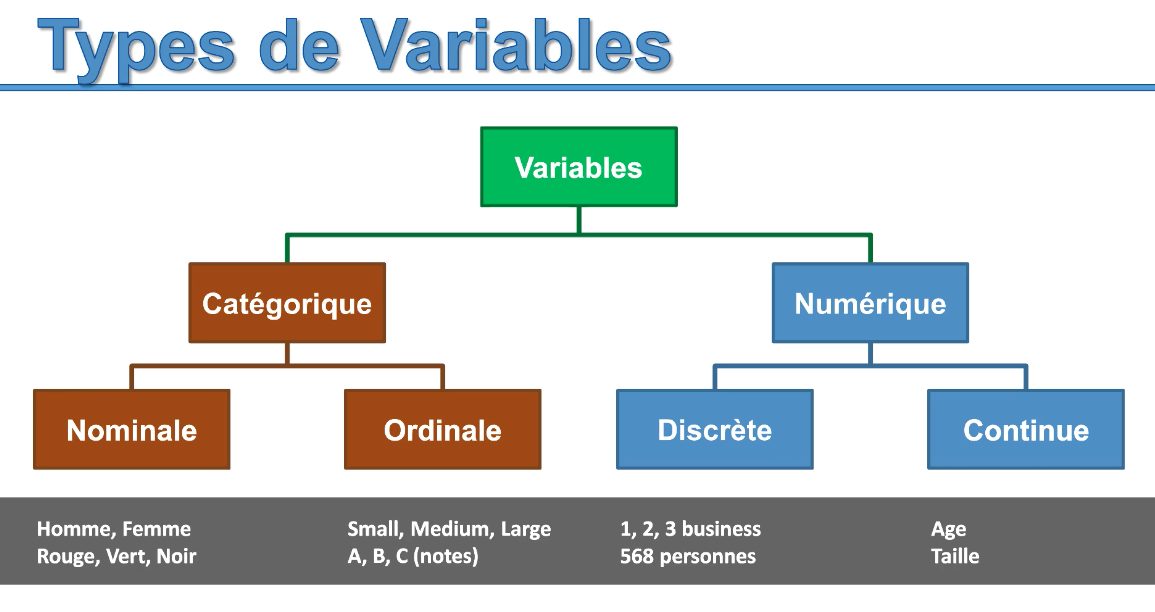 Types de Variables
Variables
Catégorique
Numérique
Nominale
Ordinale
Discrète
Continue
Homme, Femme
Rouge, Vert, Noir
Small, Medium, Large
A, B, C (notes)
1, 2, 3 business
568 personnes
Age
Taille